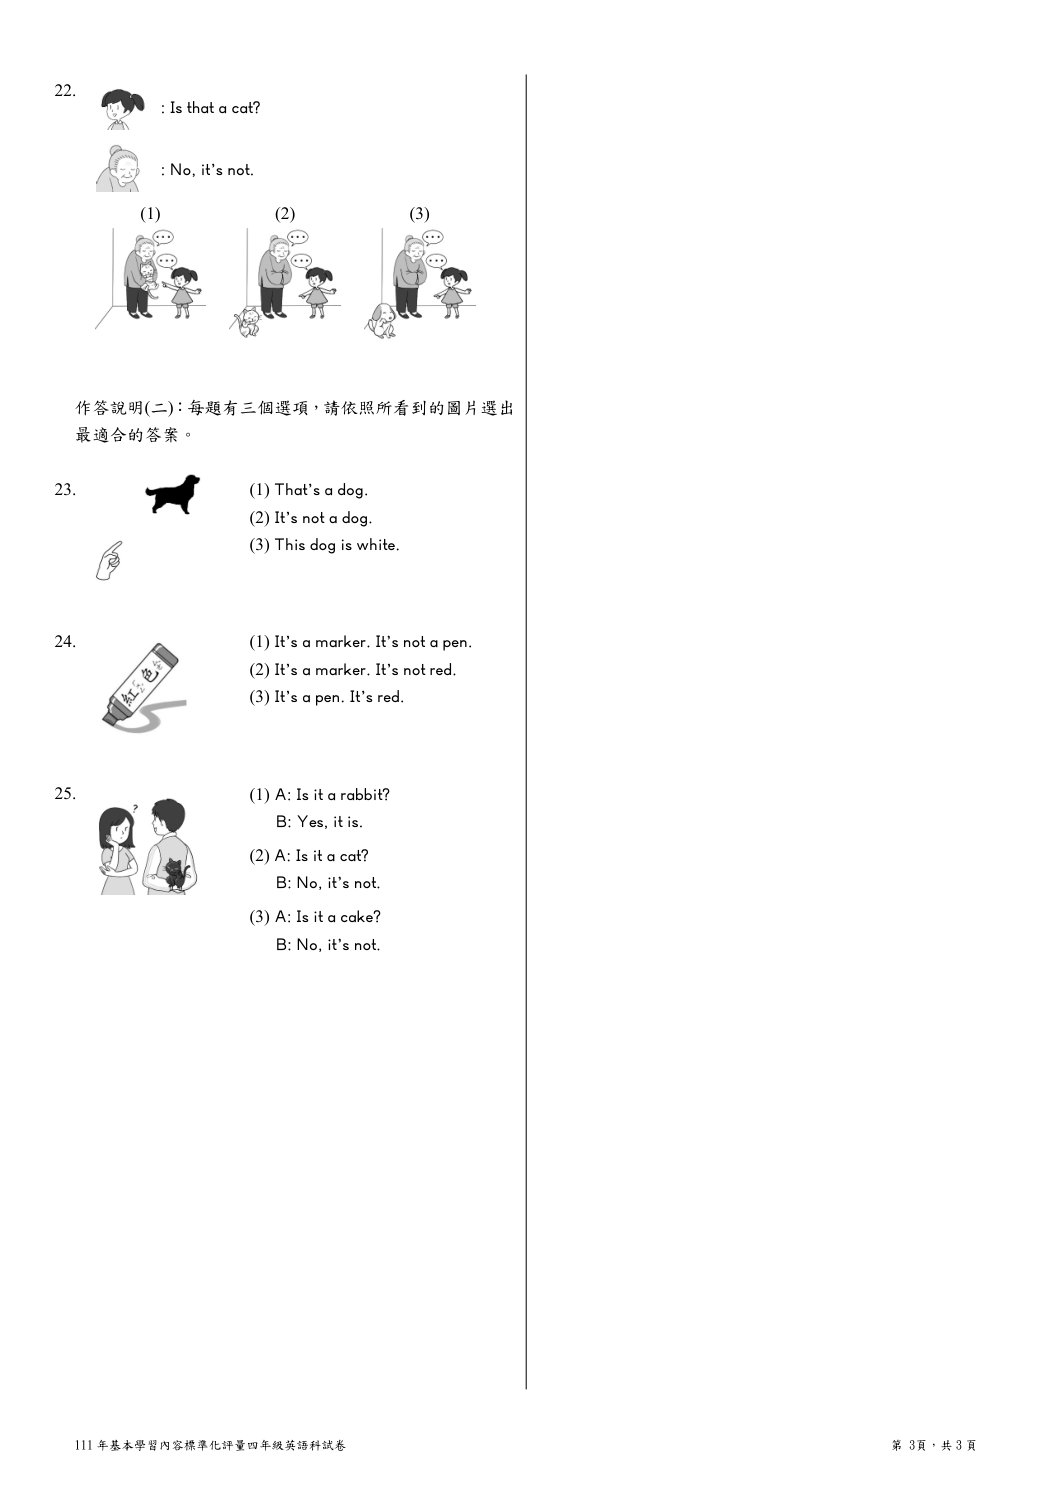 22.
: Is that a cat?
: No, it's not.
(1) (2) (3)
作答說明(二)：每題有三個選項，請依照所看到的圖片選出
最適合的答案。
23.
(1) That's a dog.
(2) It's not a dog.
(3) This dog is white.
24.
紅色
(1) It's a marker. It's not a pen.
(2) It's a marker. It's not red.
(3) It's a pen. It's red.
25.
?
(1) A: Is it a rabbit?
B: Yes, it is.
(2) A: Is it a cat?
B: No, it's not.
(3) A: Is it a cake?
B: No, it's not.
111 年基本學習內容標準化評量四年級英語科試卷
第 3頁，共 3 頁